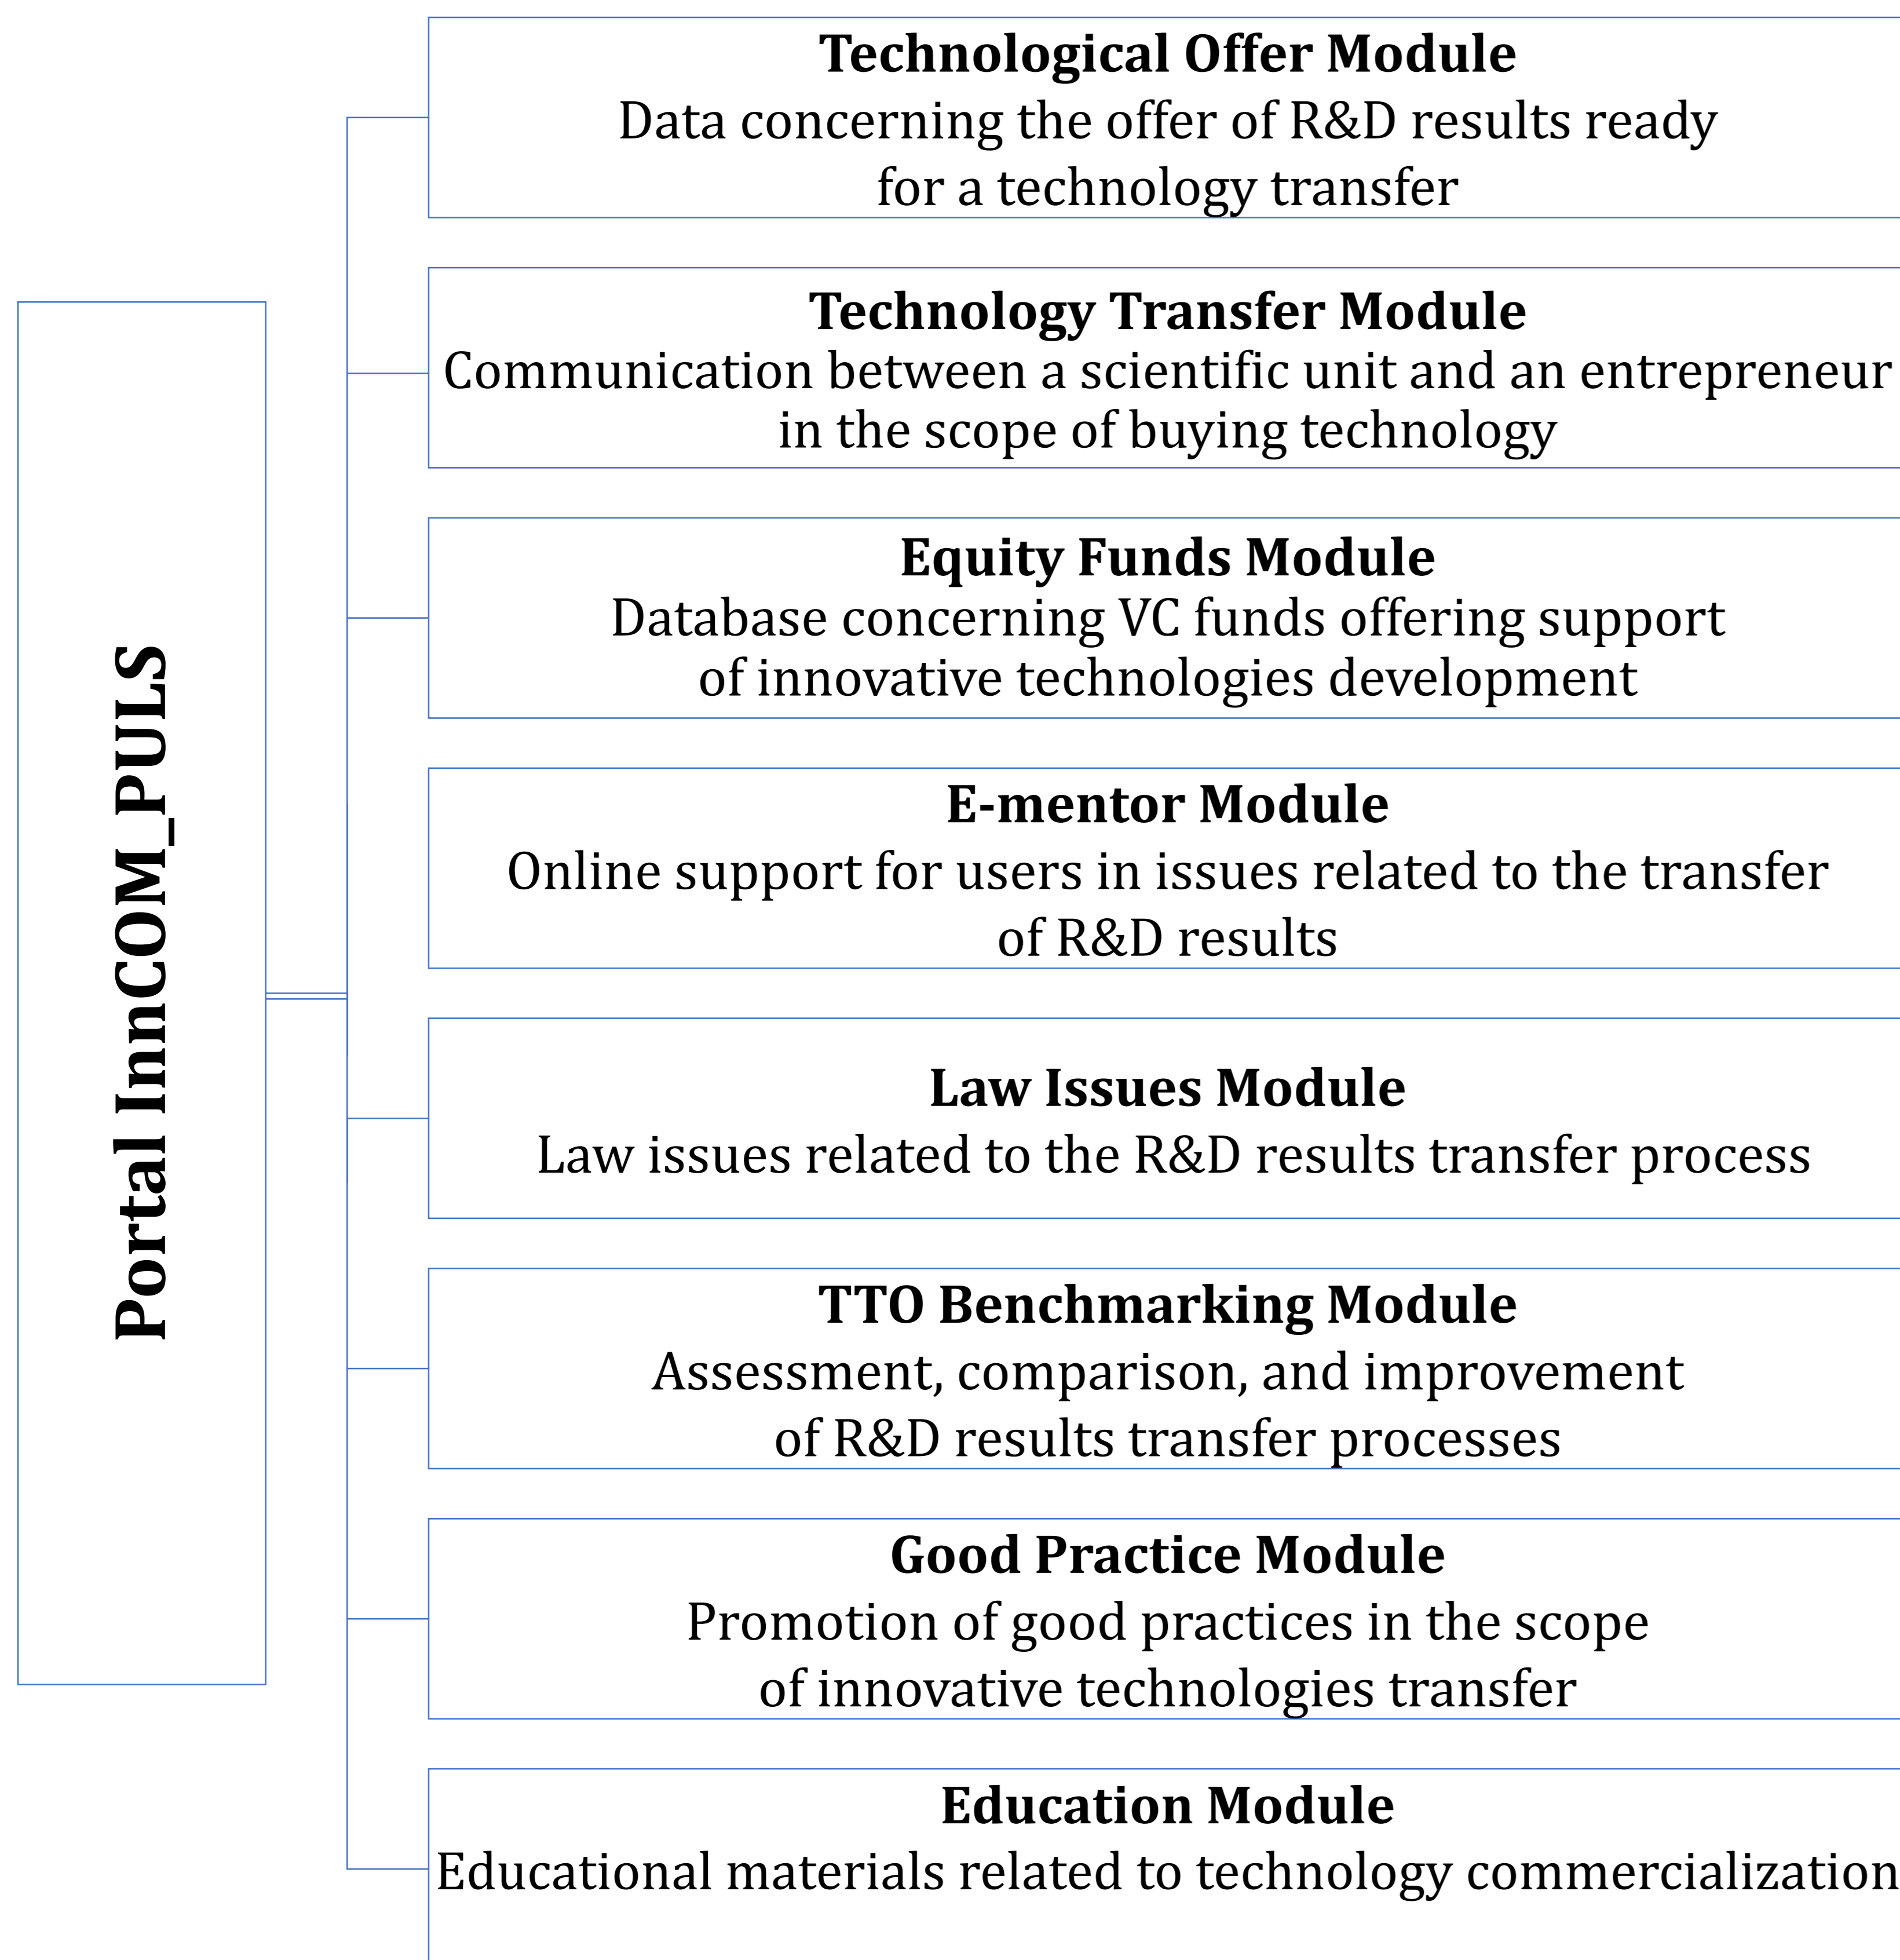 Portal InnCOM_PULS
Technological Offer Module
Data concerning the offer of R&D results ready
for a technology transfer
Technology Transfer Module
Communication between a scientific unit and an entrepreneur
in the scope of buying technology
Equity Funds Module
Database concerning VC funds offering support
of innovative technologies development
E-mentor Module
Online support for users in issues related to the transfer
of R&D results
Law Issues Module
Law issues related to the R&D results transfer process
TTO Benchmarking Module
Assessment, comparison, and improvement
of R&D results transfer processes
Good Practice Module
Promotion of good practices in the scope
of innovative technologies transfer
Education Module
Educational materials related to technology commercialization